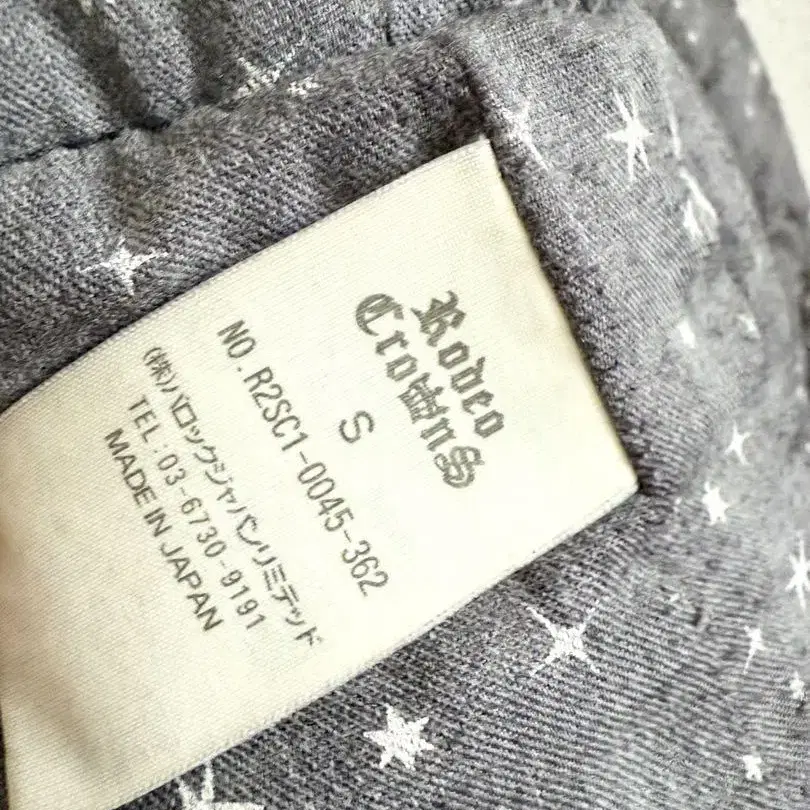 Rodeo
Crowns
S
NO.R2SC1-0045-362
(株)バロックジャパンリミテッド
TEL:03-6730-9191
MADE IN JAPAN